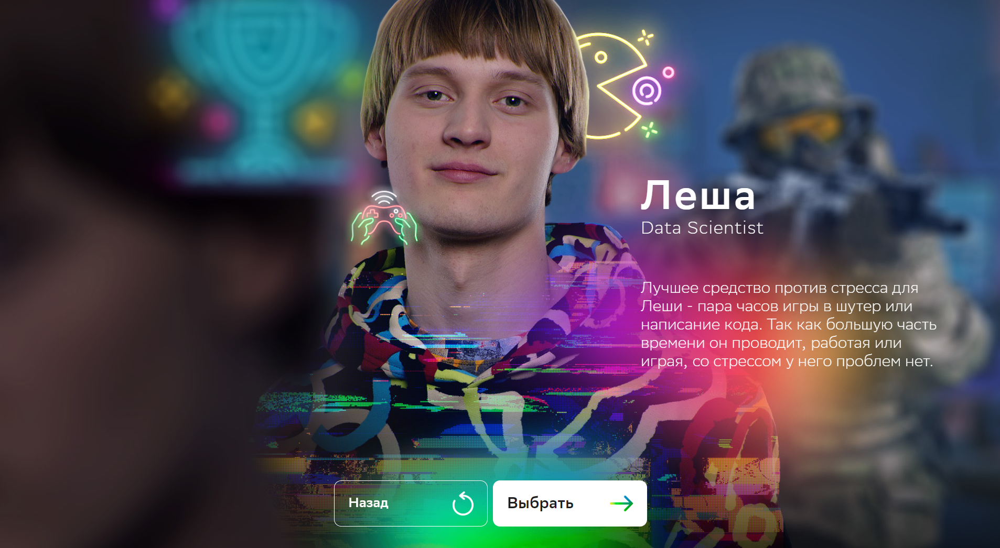 Леша
Data Scientist
Лучшее средство против стресса для
Леши - пара часов игры в шутер или
написание кода. Так как большую часть
времени он проводит, работая или
играя, со стрессом у него проблем нет.
Назад
Выбрать